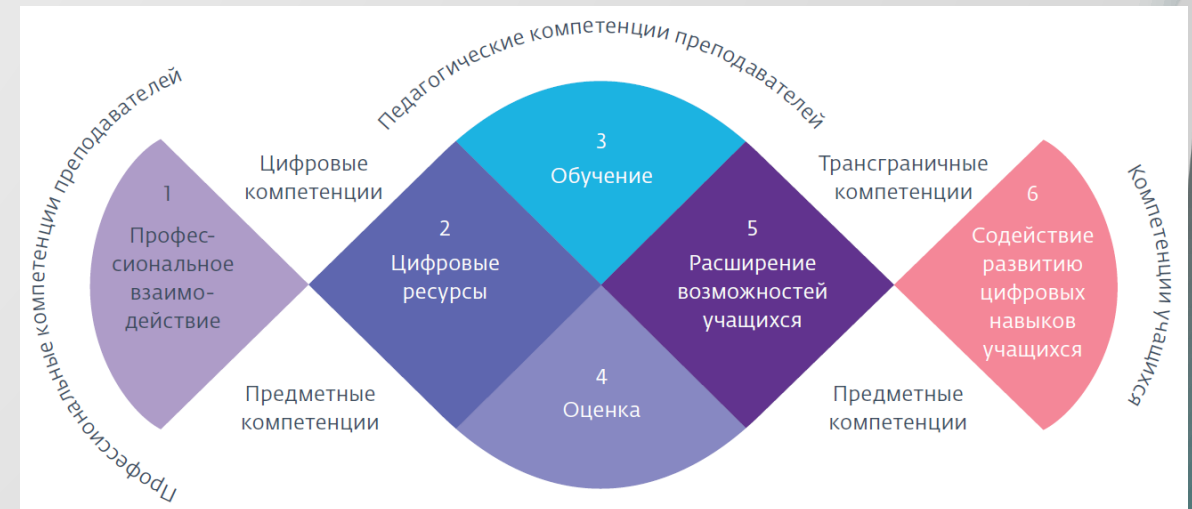 Педагогические компетенции преподавателей
Профессиональные компетенции преподавателей
1
Профес-
сиональное
взаимо-
действие
Цифровые
компетенции
Предметные
компетенции
2
Цифровые
ресурсы
3
Обучение
4
Оценка
5
Расширение
возможностей
учащихся
Трансграничные
компетенции
Предметные
компетенции
6
Содействие
развитию
цифровых
навыков
учащихся
Компетенции учащихся